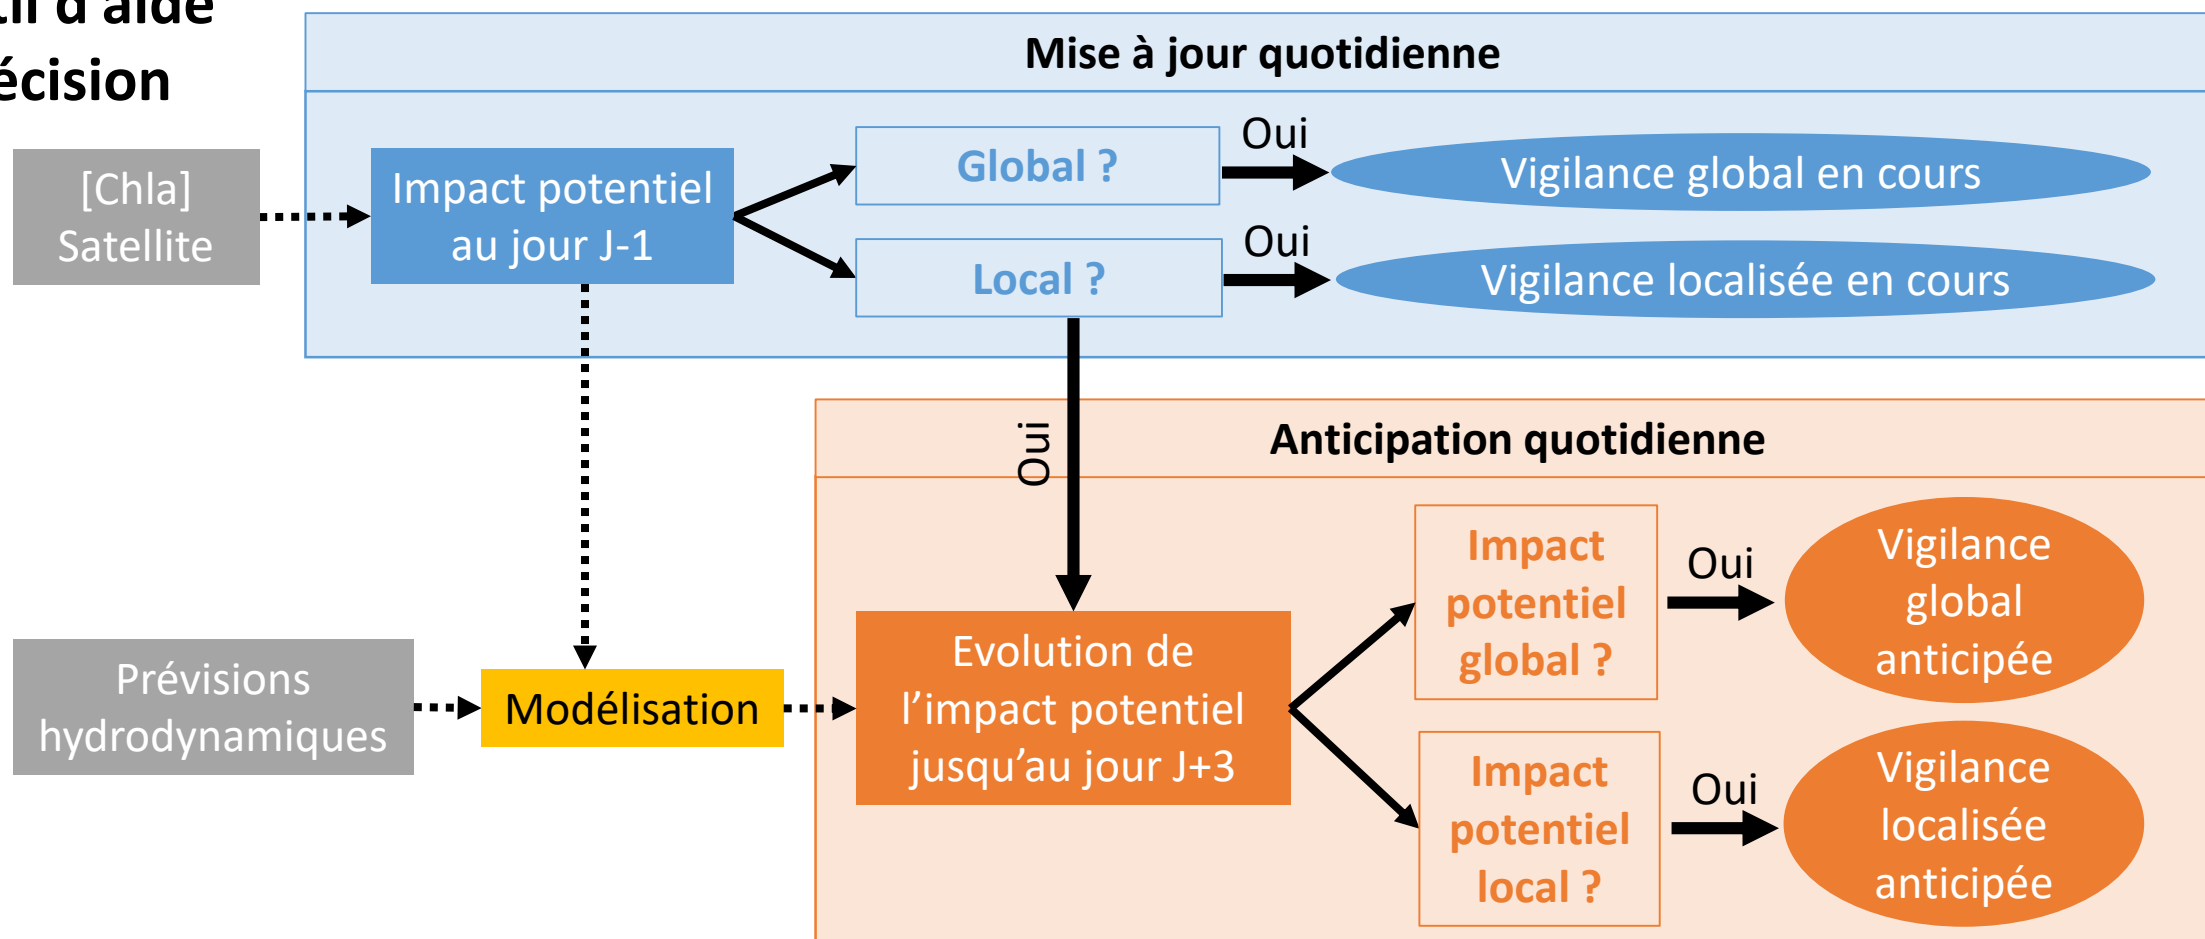 d'aide
Mise à jour quotidienne
[Chla]
Satellite
Impact potentiel
au jour J-1
Global ?
Oui
Vigilance global en cours
Local ?
Oui
Vigilance localisée en cours
Oui
Anticipation quotidienne
Prévisions
hydrodynamiques
Modélisation
Evolution de
l'impact potentiel
jusqu'au jour J+3
Impact
potentiel
global ?
Oui
Vigilance
global
anticipée
Impact
potentiel
local ?
Oui
Vigilance
localisée
anticipée